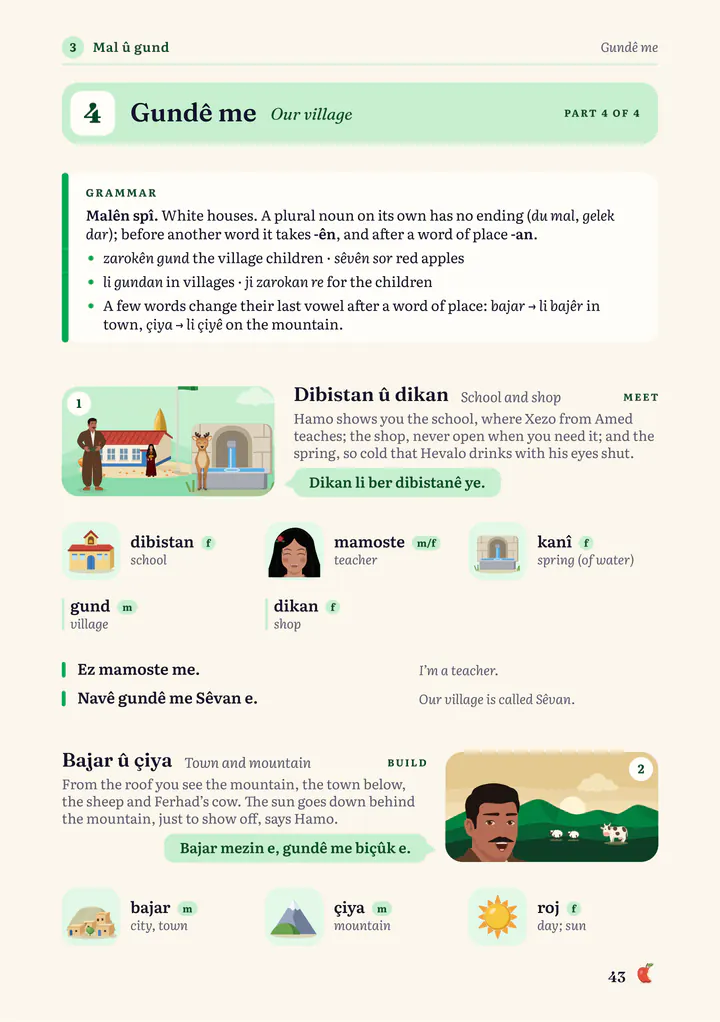 3 Mal û gund
Gundê me
4 Gundê me Our village PART 4 OF 4
GRAMMAR
Malên spî. White houses. A plural noun on its own has no ending (du mal, gelek
dar); before another word it takes -ên, and after a word of place -an.
• zarokên gund the village children · sêvên sor red apples
• li gundan in villages · ji zarokan re for the children
• A few words change their last vowel after a word of place: bajar → li bajêr in
town, çiya → li çiyê on the mountain.
1
Dibistan û dikan School and shop MEET
Hamo shows you the school, where Xezo from Amed
teaches; the shop, never open when you need it; and the
spring, so cold that Hevalo drinks with his eyes shut.
Dikan li ber dibistanê ye.
dibistan f
school
mamoste m/f
teacher
kanî f
spring (of water)
gund m
village
dikan f
shop
Ez mamoste me. I'm a teacher.
Navê gundê me Sêvan e. Our village is called Sêvan.
Bajar û çiya Town and mountain BUILD
From the roof you see the mountain, the town below,
the sheep and Ferhad's cow. The sun goes down behind
the mountain, just to show off, says Hamo.
Bajar mezin e, gundê me biçûk e.
2
bajar m
city, town
çiya m
mountain
roj f
day; sun
43